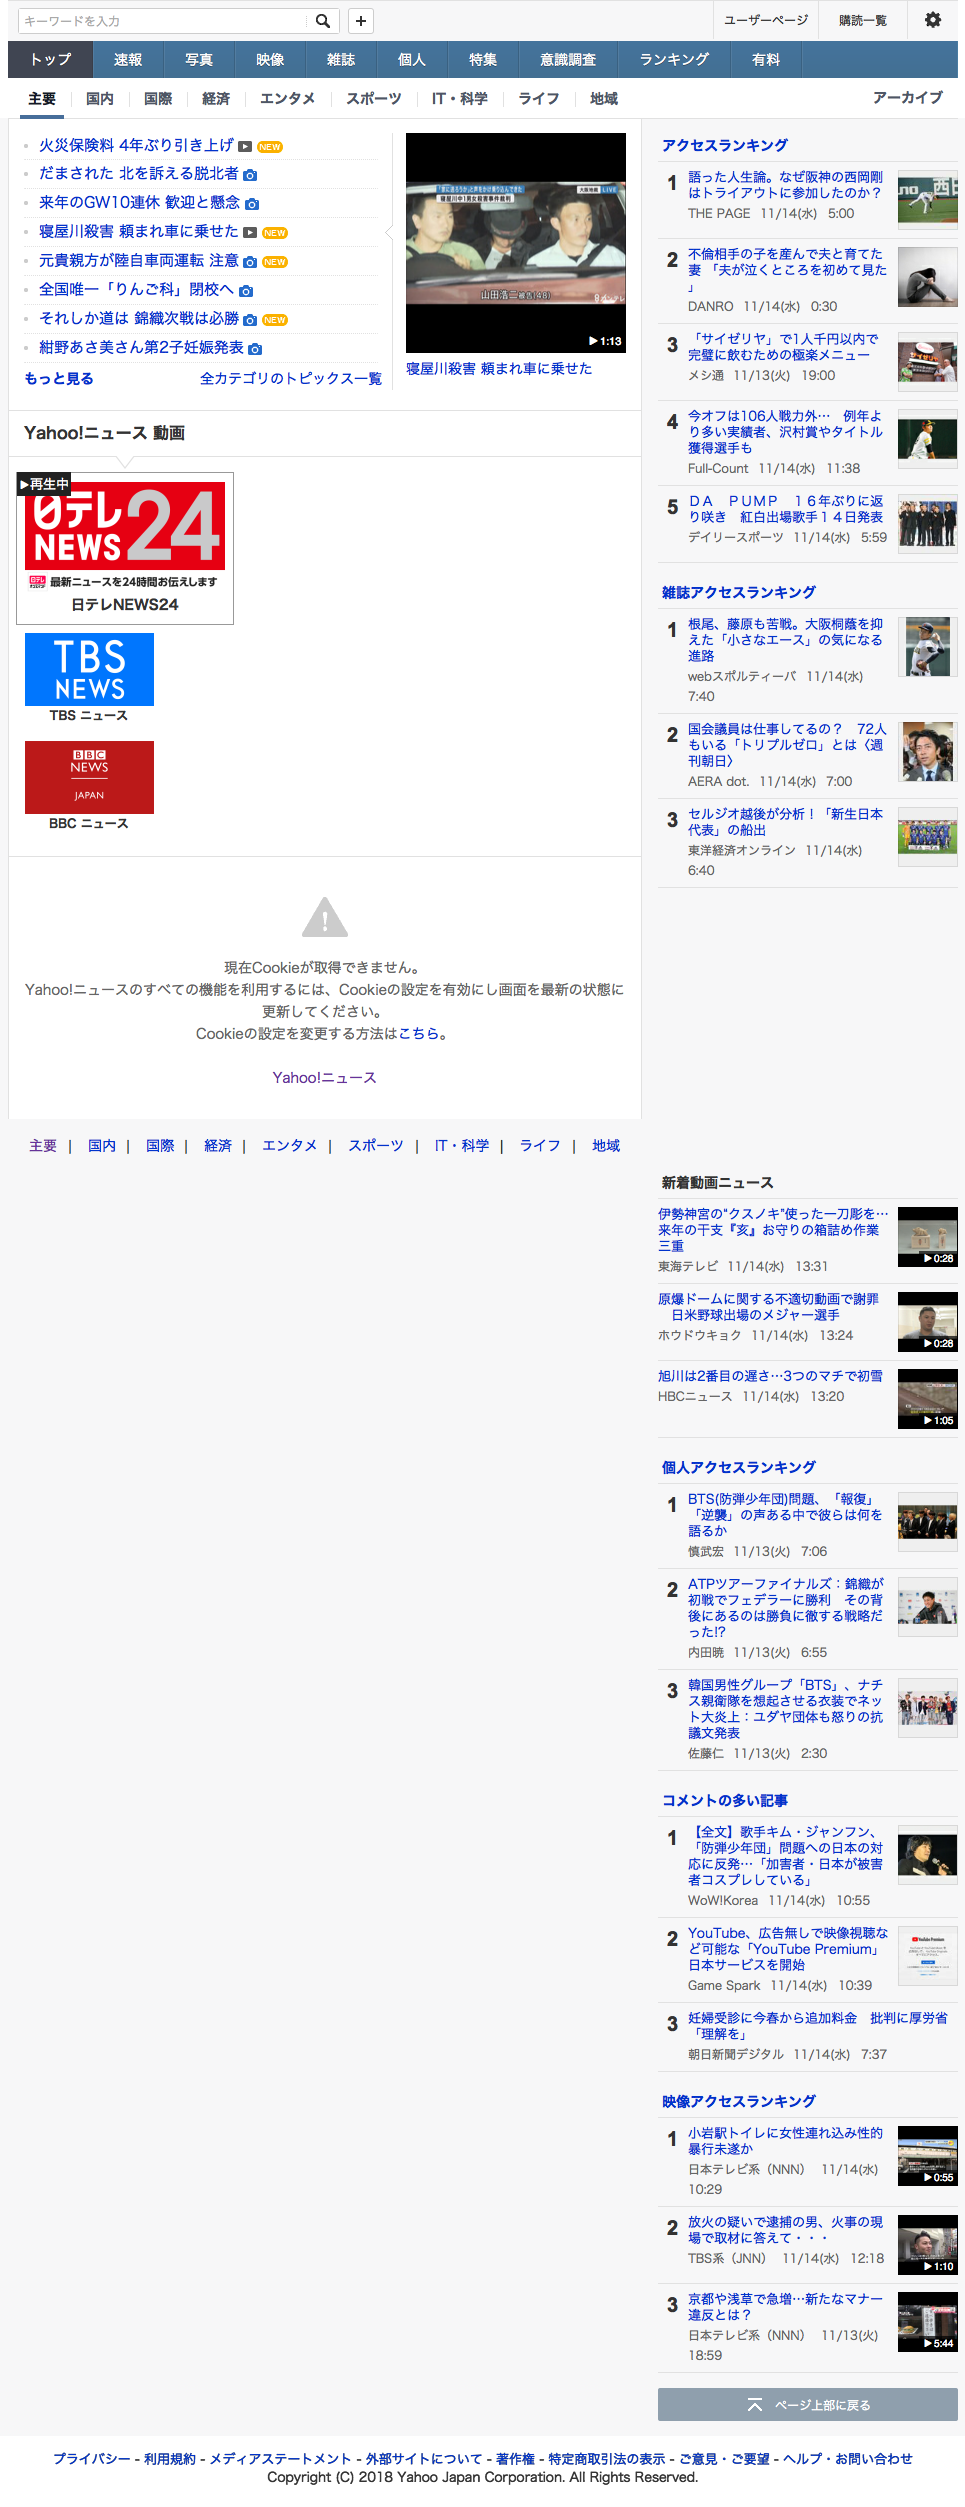 キーワードを入力
ユーザーページ
購読一覧
トップ 速報 写真 映像 雑誌 個人 特集 意識調査 ランキング 有料
主要 国内 国際 経済 エンタメ スポーツ IT・科学 ライフ 地域 アーカイブ
火災保険料 4年ぶり引き上げ NEW
だまされた 北を訴える脱北者
来年のGW10連休 歓迎と懸念
寝屋川殺害 頼まれ車に乗せた NEW
元貴親方が陸自車両運転 注意 NEW
全国唯一「りんご科」閉校へ
それしか道は 錦織次戦は必勝 NEW
紺野あさ美さん第2子妊娠発表
もっと見る 全カテゴリのトピックス一覧
寝屋川中1男女殺害事件裁判
大阪地裁 LIVE
山田浩二被告(48)
1:13
寝屋川殺害 頼まれ車に乗せた
Yahoo!ニュース 動画
▶再生中
日テレ
NEWS24
日テレ 最新ニュースを24時間お伝えします
日テレNEWS24
TBS
NEWS
TBS ニュース
BBC
NEWS
JAPAN
BBC ニュース
現在Cookieが取得できません。
Yahoo!ニュースのすべての機能を利用するには、Cookieの設定を有効にし画面を最新の状態に
更新してください。
Cookieの設定を変更する方法はこちら。
Yahoo!ニュース
主要 | 国内 | 国際 | 経済 | エンタメ | スポーツ | IT・科学 | ライフ | 地域
アクセスランキング
1 語った人生論。なぜ阪神の西岡剛
はトライアウトに参加したのか？
THE PAGE 11/14(水) 5:00
2 不倫相手の子を産んで夫と育てた
妻 「夫が泣くところを初めて見た
」
DANRO 11/14(水) 0:30
3 「サイゼリヤ」で1人千円以内で
完璧に飲むための極楽メニュー
メシ通 11/13(火) 19:00
4 今オフは106人戦力外…　例年よ
り多い実績者、沢村賞やタイトル
獲得選手も
Full-Count 11/14(水) 11:38
5 ＤＡ　ＰＵＭＰ　１６年ぶりに返
り咲き　紅白出場歌手１４日発表
デイリースポーツ 11/14(水) 5:59
雑誌アクセスランキング
1 根尾、藤原も苦戦。大阪桐蔭を抑
えた「小さなエース」の気になる
進路
webスポルティーバ 11/14(水)
7:40
2 国会議員は仕事してるの？　72人
もいる「トリプルゼロ」とは〈週
刊朝日〉
AERA dot. 11/14(水) 7:00
3 セルジオ越後が分析！「新生日本
代表」の船出
東洋経済オンライン 11/14(水)
6:40
新着動画ニュース
伊勢神宮の“クスノキ”使った一刀彫を…
来年の干支『亥』お守りの箱詰め作業
三重
東海テレビ 11/14(水) 13:31
0:28
原爆ドームに関する不適切動画で謝罪
　日米野球出場のメジャー選手
ホウドウキョク 11/14(水) 13:24
0:28
旭川は2番目の遅さ…3つのマチで初雪
HBCニュース 11/14(水) 13:20
1:05
個人アクセスランキング
1 BTS(防弾少年団)問題、「報復」
「逆襲」の声ある中で彼らは何を
語るか
慎武宏 11/13(火) 7:06
2 ATPツアーファイナルズ：錦織が
初戦でフェデラーに勝利　その背
後にあるのは勝負に徹する戦略だ
った!?
内田暁 11/13(火) 6:55
3 韓国男性グループ「BTS」、ナチ
ス親衛隊を想起させる衣装でネッ
ト大炎上：ユダヤ団体も怒りの抗
議文発表
佐藤仁 11/13(火) 2:30
コメントの多い記事
1 【全文】歌手キム・ジャンフン、
「防弾少年団」問題への日本の対
応に反発…「加害者・日本が被害
者コスプレしている」
WoW!Korea 11/14(水) 10:55
2 YouTube、広告無しで映像視聴な
ど可能な「YouTube Premium」
日本サービスを開始
Game Spark 11/14(水) 10:39
3 妊婦受診に今春から追加料金　批判に厚労省
「理解を」
朝日新聞デジタル 11/14(水) 7:37
映像アクセスランキング
1 小岩駅トイレに女性連れ込み性的
暴行未遂か
日本テレビ系（NNN） 11/14(水)
10:29
0:55
2 放火の疑いで逮捕の男、火事の現
場で取材に答えて・・・
TBS系（JNN） 11/14(水) 12:18
1:10
3 京都や浅草で急増…新たなマナー
違反とは？
日本テレビ系（NNN） 11/13(火)
18:59
5:44
ページ上部に戻る
プライバシー - 利用規約 - メディアステートメント - 外部サイトについて - 著作権 - 特定商取引法の表示 - ご意見・ご要望 - ヘルプ・お問い合わせ
Copyright (C) 2018 Yahoo Japan Corporation. All Rights Reserved.